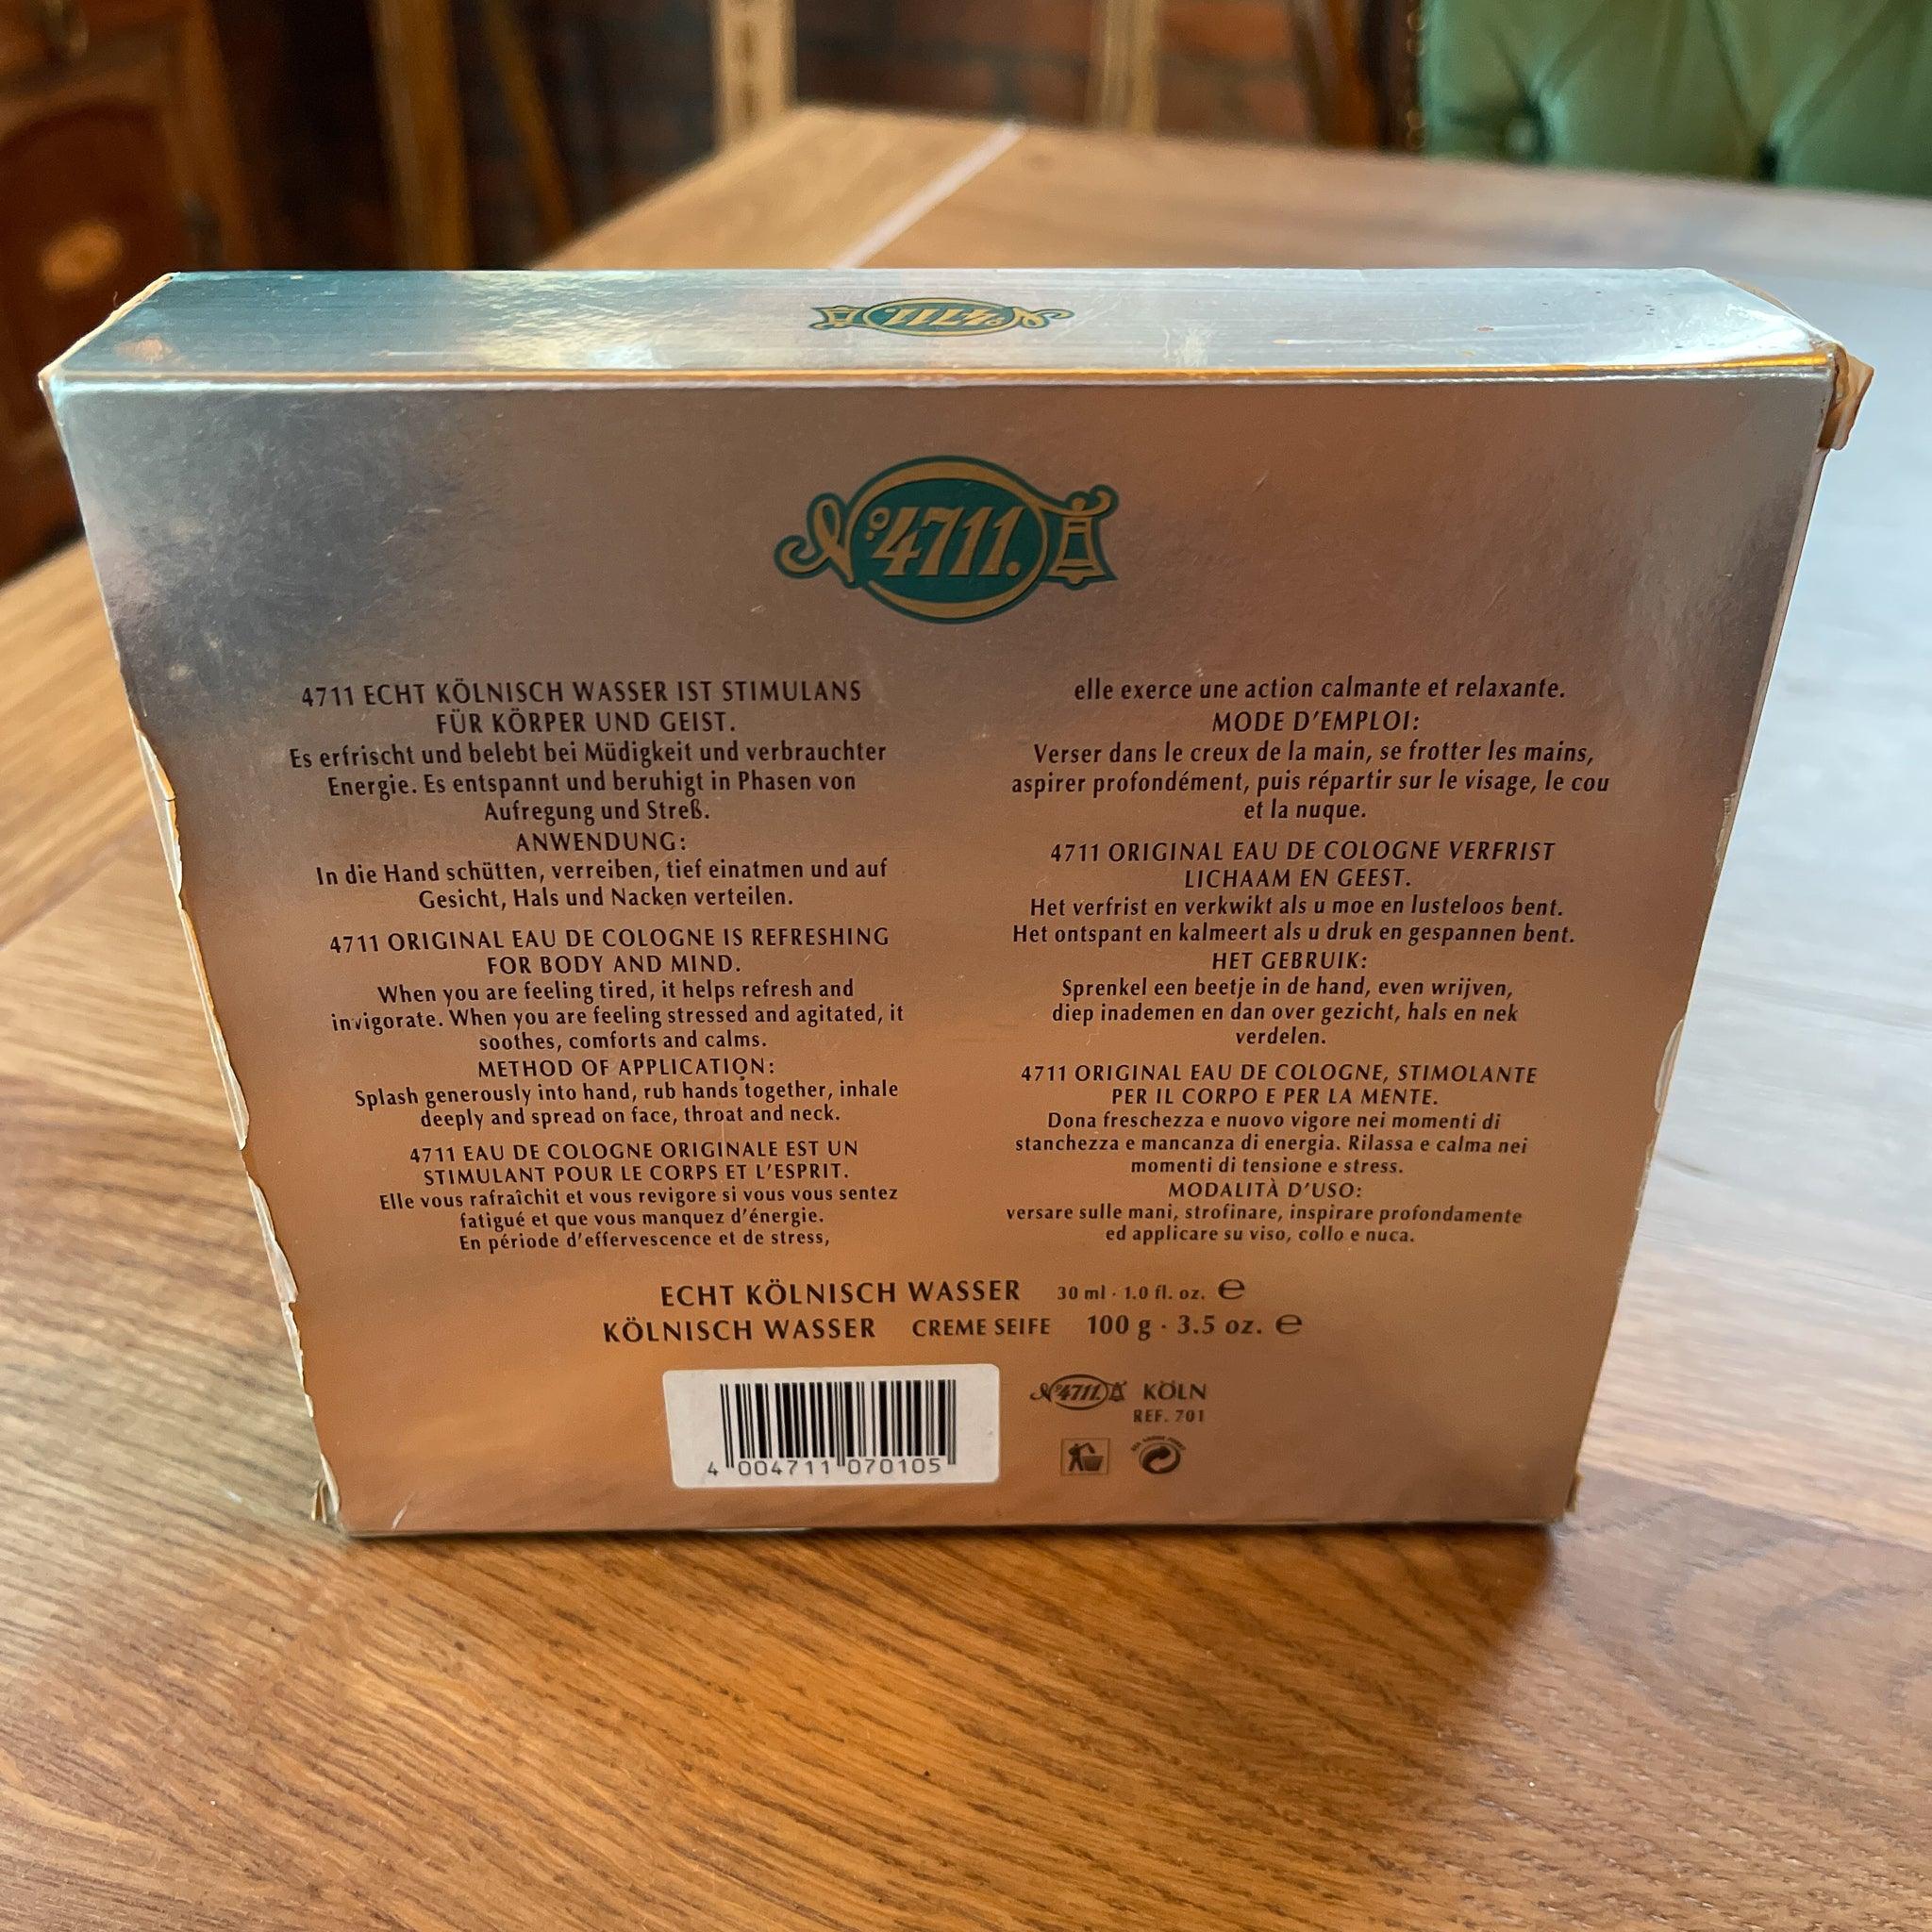 Nº 4711.
Nº 4711.
4711 ECHT KÖLNISCH WASSER IST STIMULANS
FÜR KÖRPER UND GEIST.
Es erfrischt und belebt bei Müdigkeit und verbrauchter
Energie. Es entspannt und beruhigt in Phasen von
Aufregung und Streß.
ANWENDUNG:
In die Hand schütten, verreiben, tief einatmen und auf
Gesicht, Hals und Nacken verteilen.
4711 ORIGINAL EAU DE COLOGNE IS REFRESHING
FOR BODY AND MIND.
When you are feeling tired, it helps refresh and
invigorate. When you are feeling stressed and agitated, it
soothes, comforts and calms.
METHOD OF APPLICATION:
Splash generously into hand, rub hands together, inhale
deeply and spread on face, throat and neck.
4711 EAU DE COLOGNE ORIGINALE EST UN
STIMULANT POUR LE CORPS ET L'ESPRIT.
Elle vous rafraîchit et vous revigore si vous vous sentez
fatigué et que vous manquez d'énergie.
En période d'effervescence et de stress,
elle exerce une action calmante et relaxante.
MODE D'EMPLOI:
Verser dans le creux de la main, se frotter les mains,
aspirer profondément, puis répartir sur le visage, le cou
et la nuque.
4711 ORIGINAL EAU DE COLOGNE VERFRIST
LICHAAM EN GEEST.
Het verfrist en verkwikt als u moe en lusteloos bent.
Het ontspant en kalmeert als u druk en gespannen bent.
HET GEBRUIK:
Sprenkel een beetje in de hand, even wrijven,
diep inademen en dan over gezicht, hals en nek
verdelen.
4711 ORIGINAL EAU DE COLOGNE, STIMOLANTE
PER IL CORPO E PER LA MENTE.
Dona freschezza e nuovo vigore nei momenti di
stanchezza e mancanza di energia. Rilassa e calma nei
momenti di tensione e stress.
MODALITÀ D'USO:
versare sulle mani, strofinare, inspirare profondamente
ed applicare su viso, collo e nuca.
ECHT KÖLNISCH WASSER 30 ml · 1.0 fl. oz. ℮
KÖLNISCH WASSER CREME SEIFE 100 g · 3.5 oz. ℮
4 004711 070105
Nº 4711. KÖLN
REF. 701